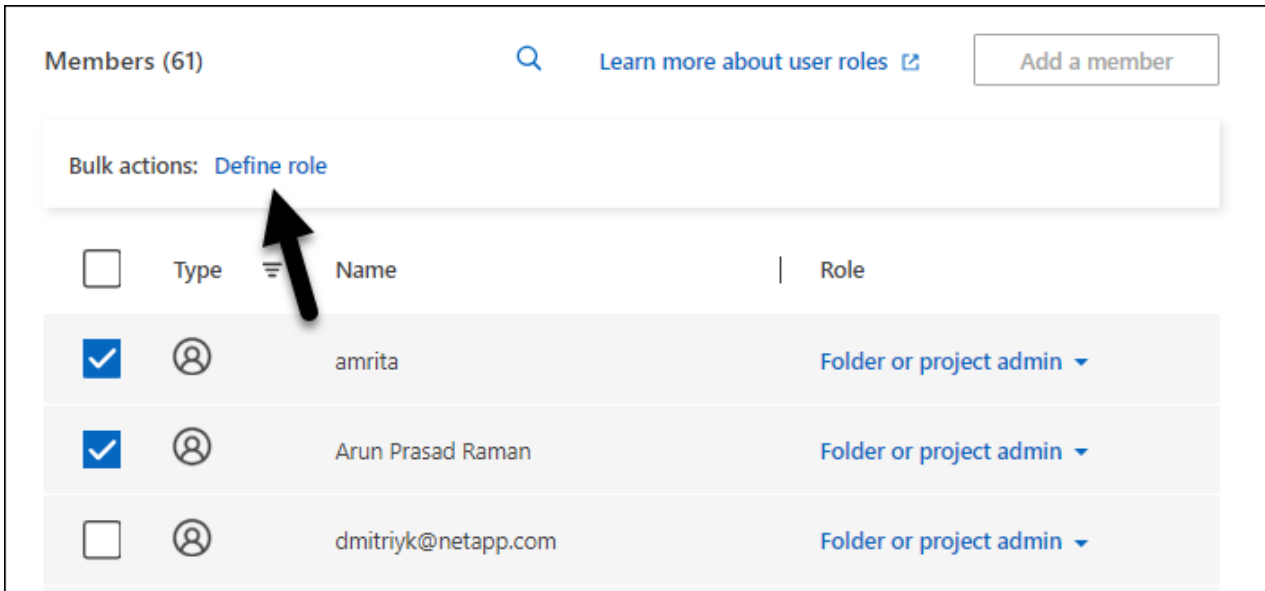 Members (61) Learn more about user roles Add a member
Bulk actions: Define role
Type Name Role
amrita Folder or project admin
Arun Prasad Raman Folder or project admin
dmitriyk@netapp.com Folder or project admin